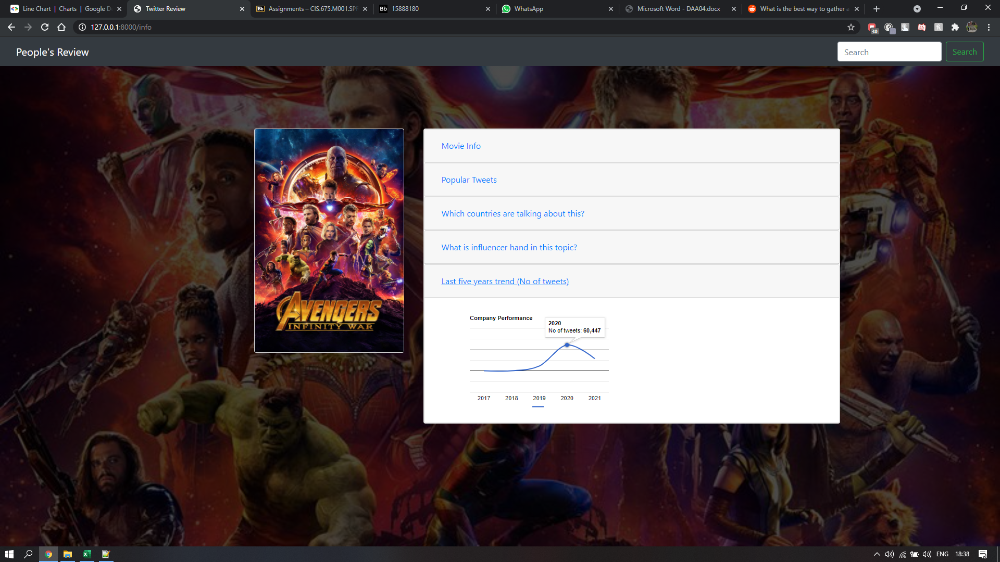 Line Chart | Charts | Google D
Twitter Review
Bb Assignments – CIS.675.M001.SPR
Bb 15888180
WhatsApp
Microsoft Word - DAA04.docx
What is the best way to gather a
127.0.0.1:8000/info
30
People's Review
Search
Search
Movie Info
Popular Tweets
Which countries are talking about this?
What is influencer hand in this topic?
Last five years trend (No of tweets)
AVENGERS
INFINITY WAR
Company Performance
2020
No of tweets: 60,447
2017 2018 2019 2020 2021
ENG 18:38